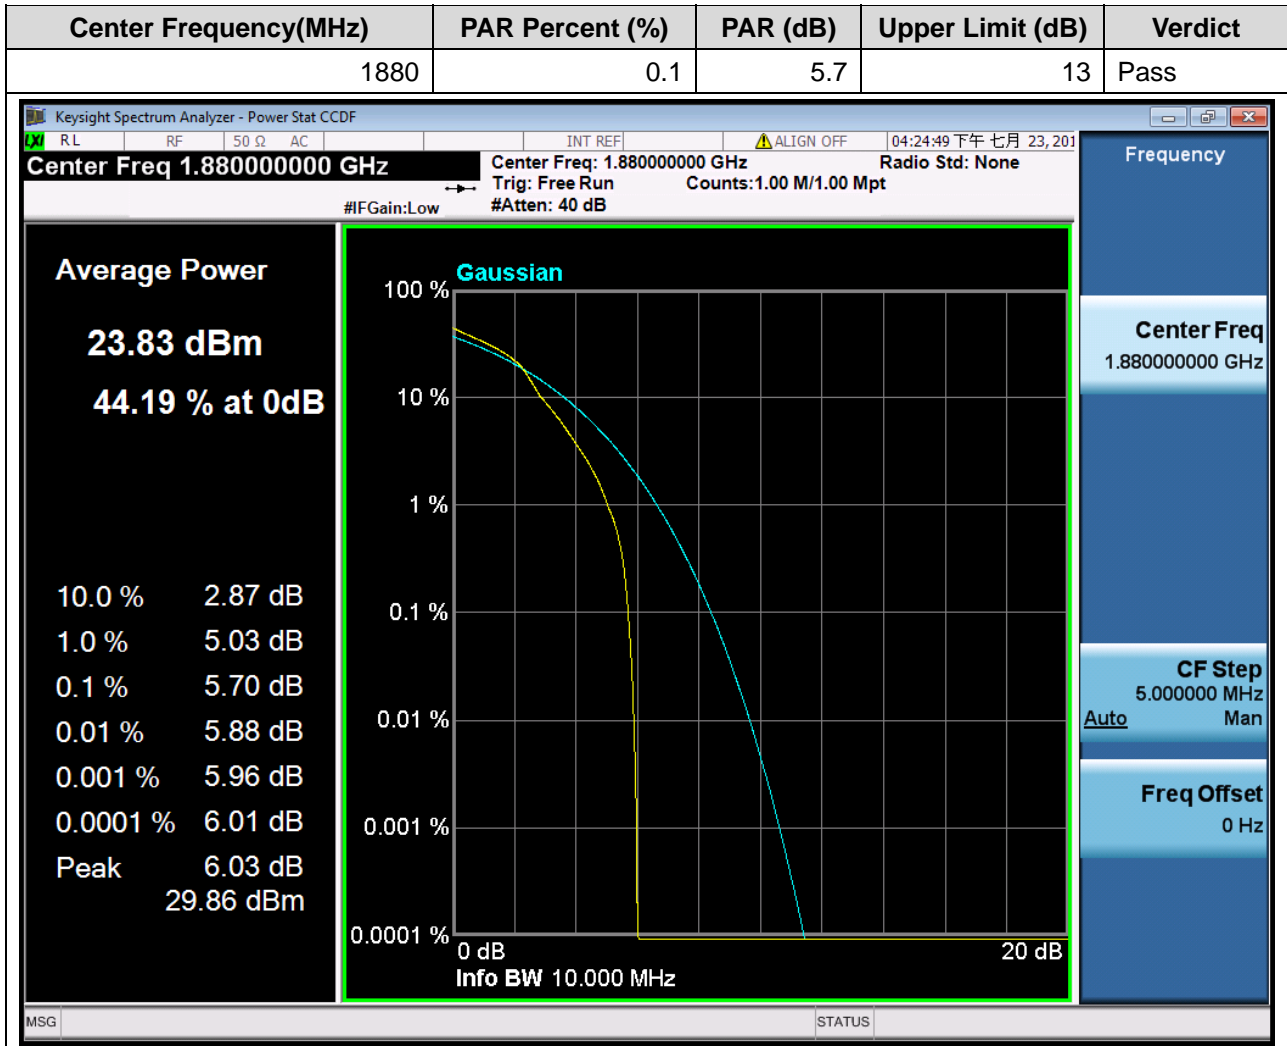 Center Frequency(MHz) PAR Percent (%) PAR (dB) Upper Limit (dB) Verdict
1880 0.1 5.7 13 Pass
Keysight Spectrum Analyzer - Power Stat CCDF
LXI RL RF 50 Ω AC INT REF ALIGN OFF 04:24:49 下午 七月 23, 201
Center Freq 1.880000000 GHz
Center Freq: 1.880000000 GHz Radio Std: None
Trig: Free Run Counts:1.00 M/1.00 Mpt
#IFGain:Low #Atten: 40 dB
Frequency
Average Power
23.83 dBm
44.19 % at 0dB
10.0 % 2.87 dB
1.0 % 5.03 dB
0.1 % 5.70 dB
0.01 % 5.88 dB
0.001 % 5.96 dB
0.0001 % 6.01 dB
Peak 6.03 dB
29.86 dBm
Gaussian
100 %
10 %
1 %
0.1 %
0.01 %
0.001 %
0.0001 %
0 dB 20 dB
Info BW 10.000 MHz
Center Freq
1.880000000 GHz
CF Step
5.000000 MHz
Auto Man
Freq Offset
0 Hz
MSG STATUS